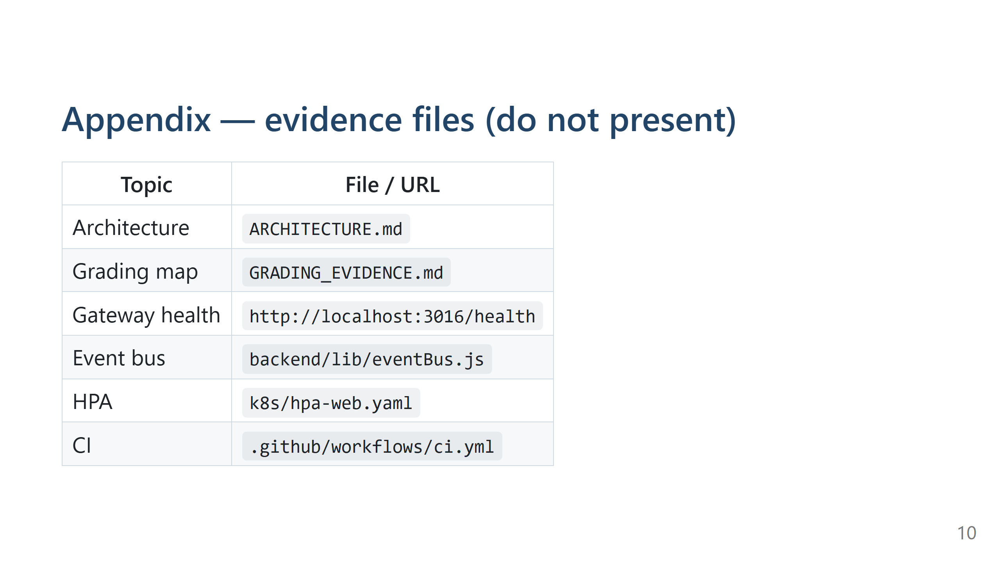 Appendix — evidence files (do not present)
Topic File / URL
Architecture ARCHITECTURE.md
Grading map GRADING_EVIDENCE.md
Gateway health http://localhost:3016/health
Event bus backend/lib/eventBus.js
HPA k8s/hpa-web.yaml
CI .github/workflows/ci.yml
10